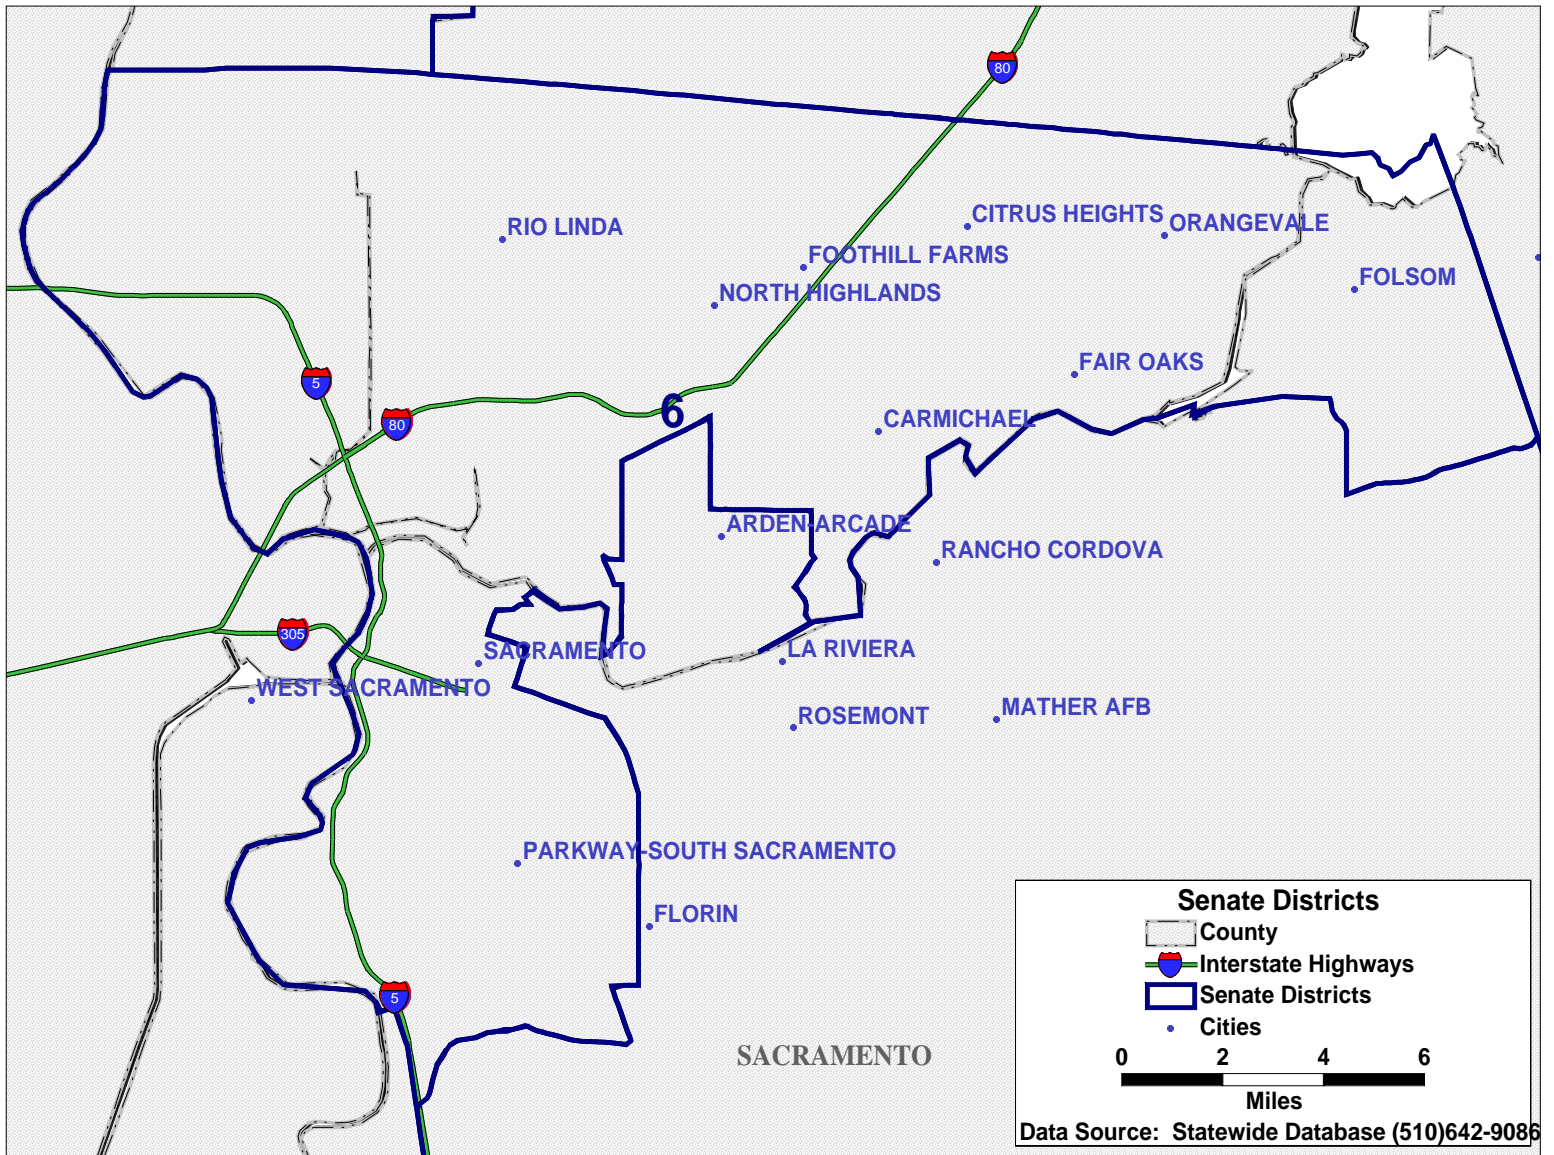 80
RIO LINDA
CITRUS HEIGHTS
ORANGEVALE
FOOTHILL FARMS
NORTH HIGHLANDS
FOLSOM
5
FAIR OAKS
80
6
CARMICHAEL
ARDEN-ARCADE
RANCHO CORDOVA
305
SACRAMENTO
LA RIVIERA
WEST SACRAMENTO
ROSEMONT
MATHER AFB
PARKWAY-SOUTH SACRAMENTO
FLORIN
5
SACRAMENTO
Senate Districts
County
Interstate Highways
Senate Districts
Cities
0 2 4 6
Miles
Data Source: Statewide Database (510)642-9086